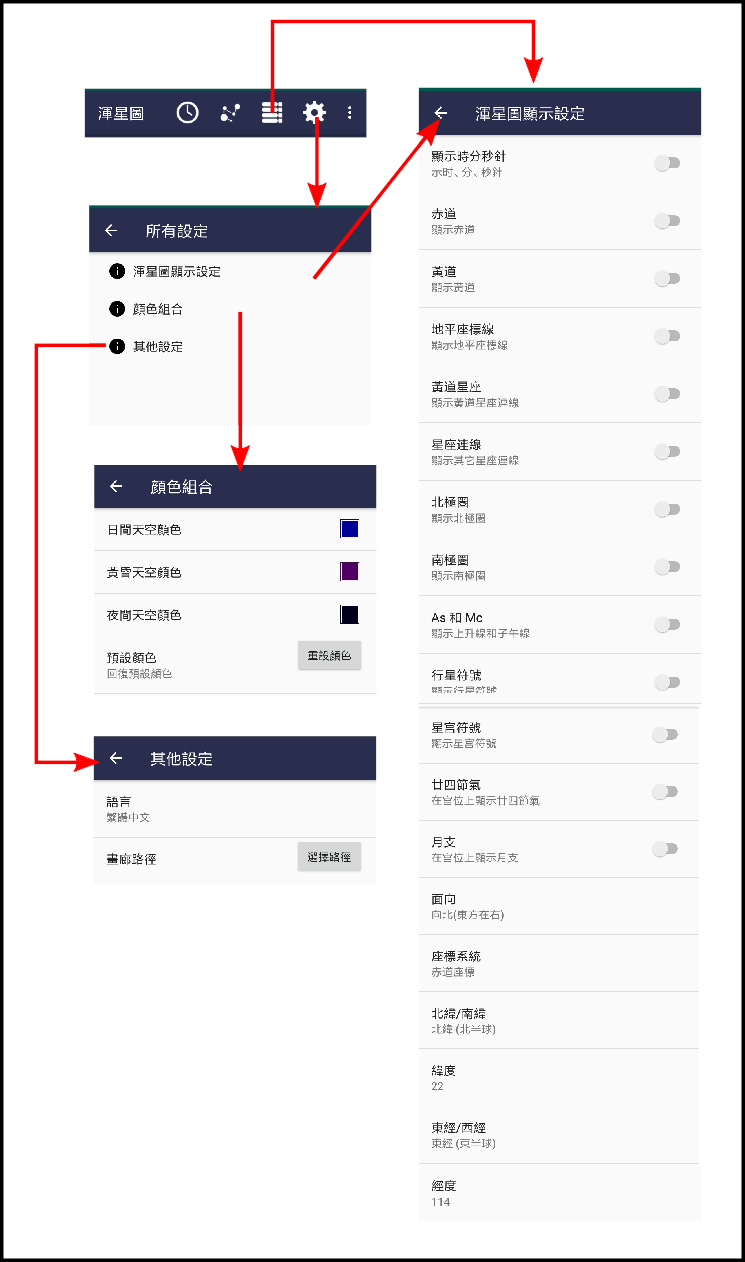 渾星圖
所有設定
渾星圖顯示設定
顏色組合
其他設定
顏色組合
日間天空顏色
黃昏天空顏色
夜間天空顏色
預設顏色
回復預設顏色
重設顏色
其他設定
語言
繁體中文
畫廊路徑
選擇路徑
渾星圖顯示設定
顯示時分秒針
示时、分、秒針
赤道
顯示赤道
黃道
顯示黃道
地平座標線
顯示地平座標線
黃道星座
顯示黃道星座連線
星座連線
顯示其它星座連線
北極圈
顯示北極圈
南極圈
顯示南極圈
As 和 Mc
顯示上升線和子午線
行星符號
顯示行星符號
星宮符號
顯示星宮符號
廿四節氣
在宮位上顯示廿四節氣
月支
在宮位上顯示月支
面向
向北(東方在右)
座標系統
赤道座標
北緯/南緯
北緯 (北半球)
緯度
22
東經/西經
東經 (東半球)
經度
114